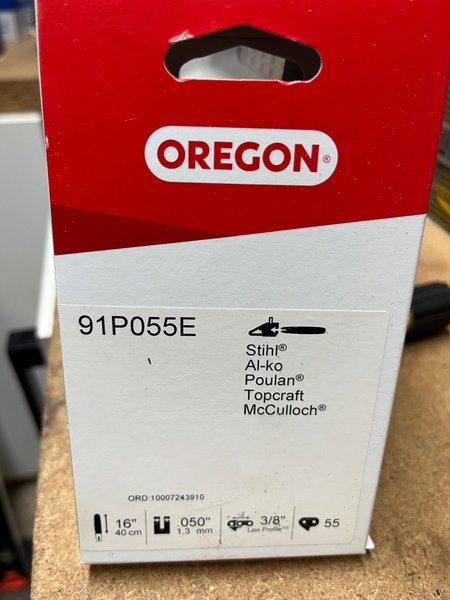 OREGON®
91P055E
Stihl®
Al-ko
Poulan®
Topcraft
McCulloch®
ORD:10007243910
16" .050" 3/8" 55
40 cm 1,3 mm Low Profile™